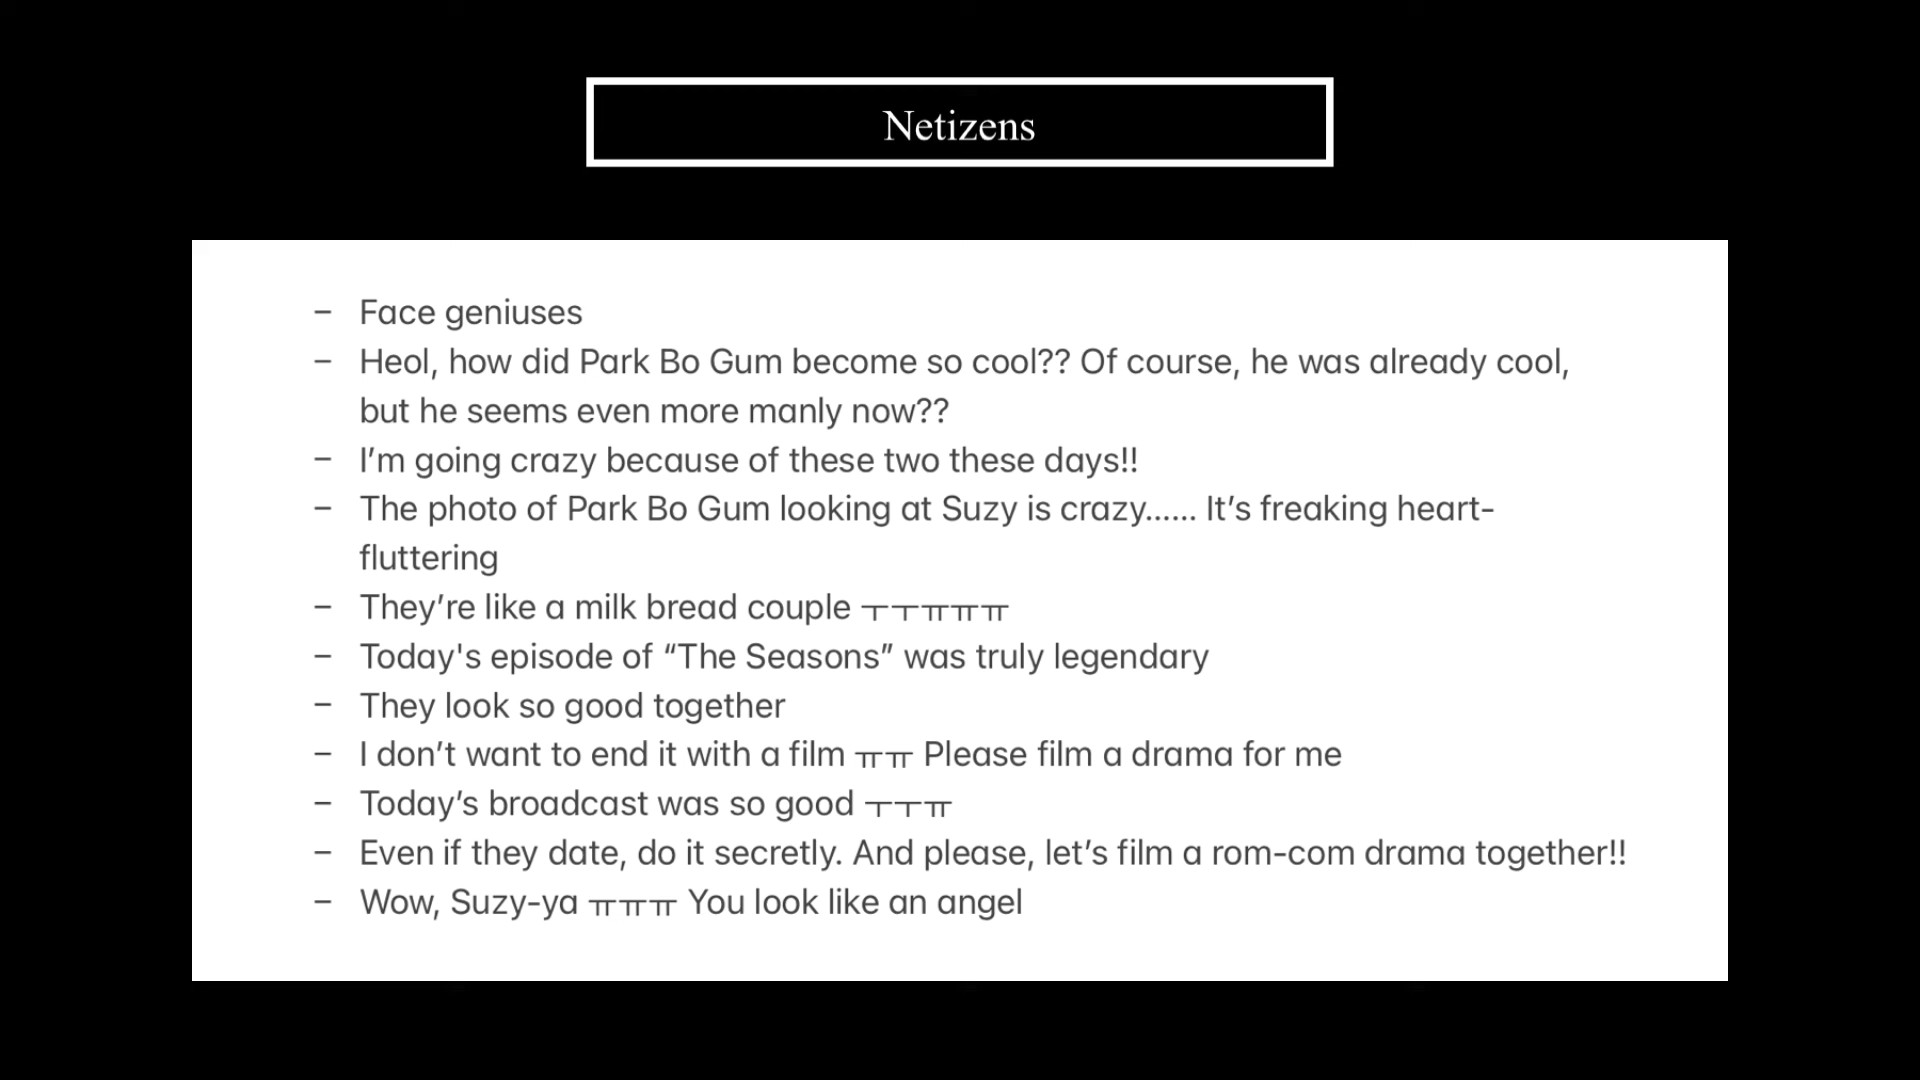 Netizens
– Face geniuses
– Heol, how did Park Bo Gum become so cool?? Of course, he was already cool,
but he seems even more manly now??
– I’m going crazy because of these two these days!!
– The photo of Park Bo Gum looking at Suzy is crazy…… It’s freaking heart-
fluttering
– They’re like a milk bread couple ㅜㅜㅠㅠㅠ
– Today's episode of “The Seasons” was truly legendary
– They look so good together
– I don’t want to end it with a film ㅠㅠ Please film a drama for me
– Today’s broadcast was so good ㅜㅜㅠ
– Even if they date, do it secretly. And please, let’s film a rom-com drama together!!
– Wow, Suzy-ya ㅠㅠㅠ You look like an angel